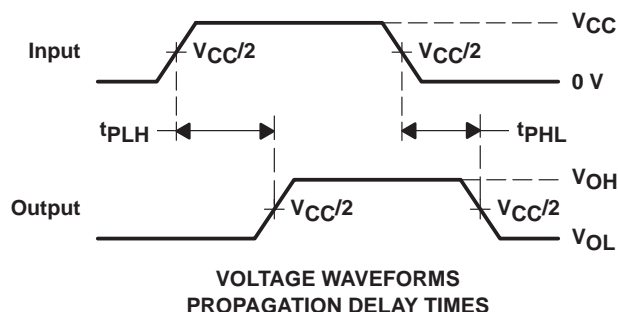 VCC
Input VCC/2 VCC/2
0 V
tPLH tPHL
VOH
Output VCC/2 VCC/2
VOL
VOLTAGE WAVEFORMS
PROPAGATION DELAY TIMES